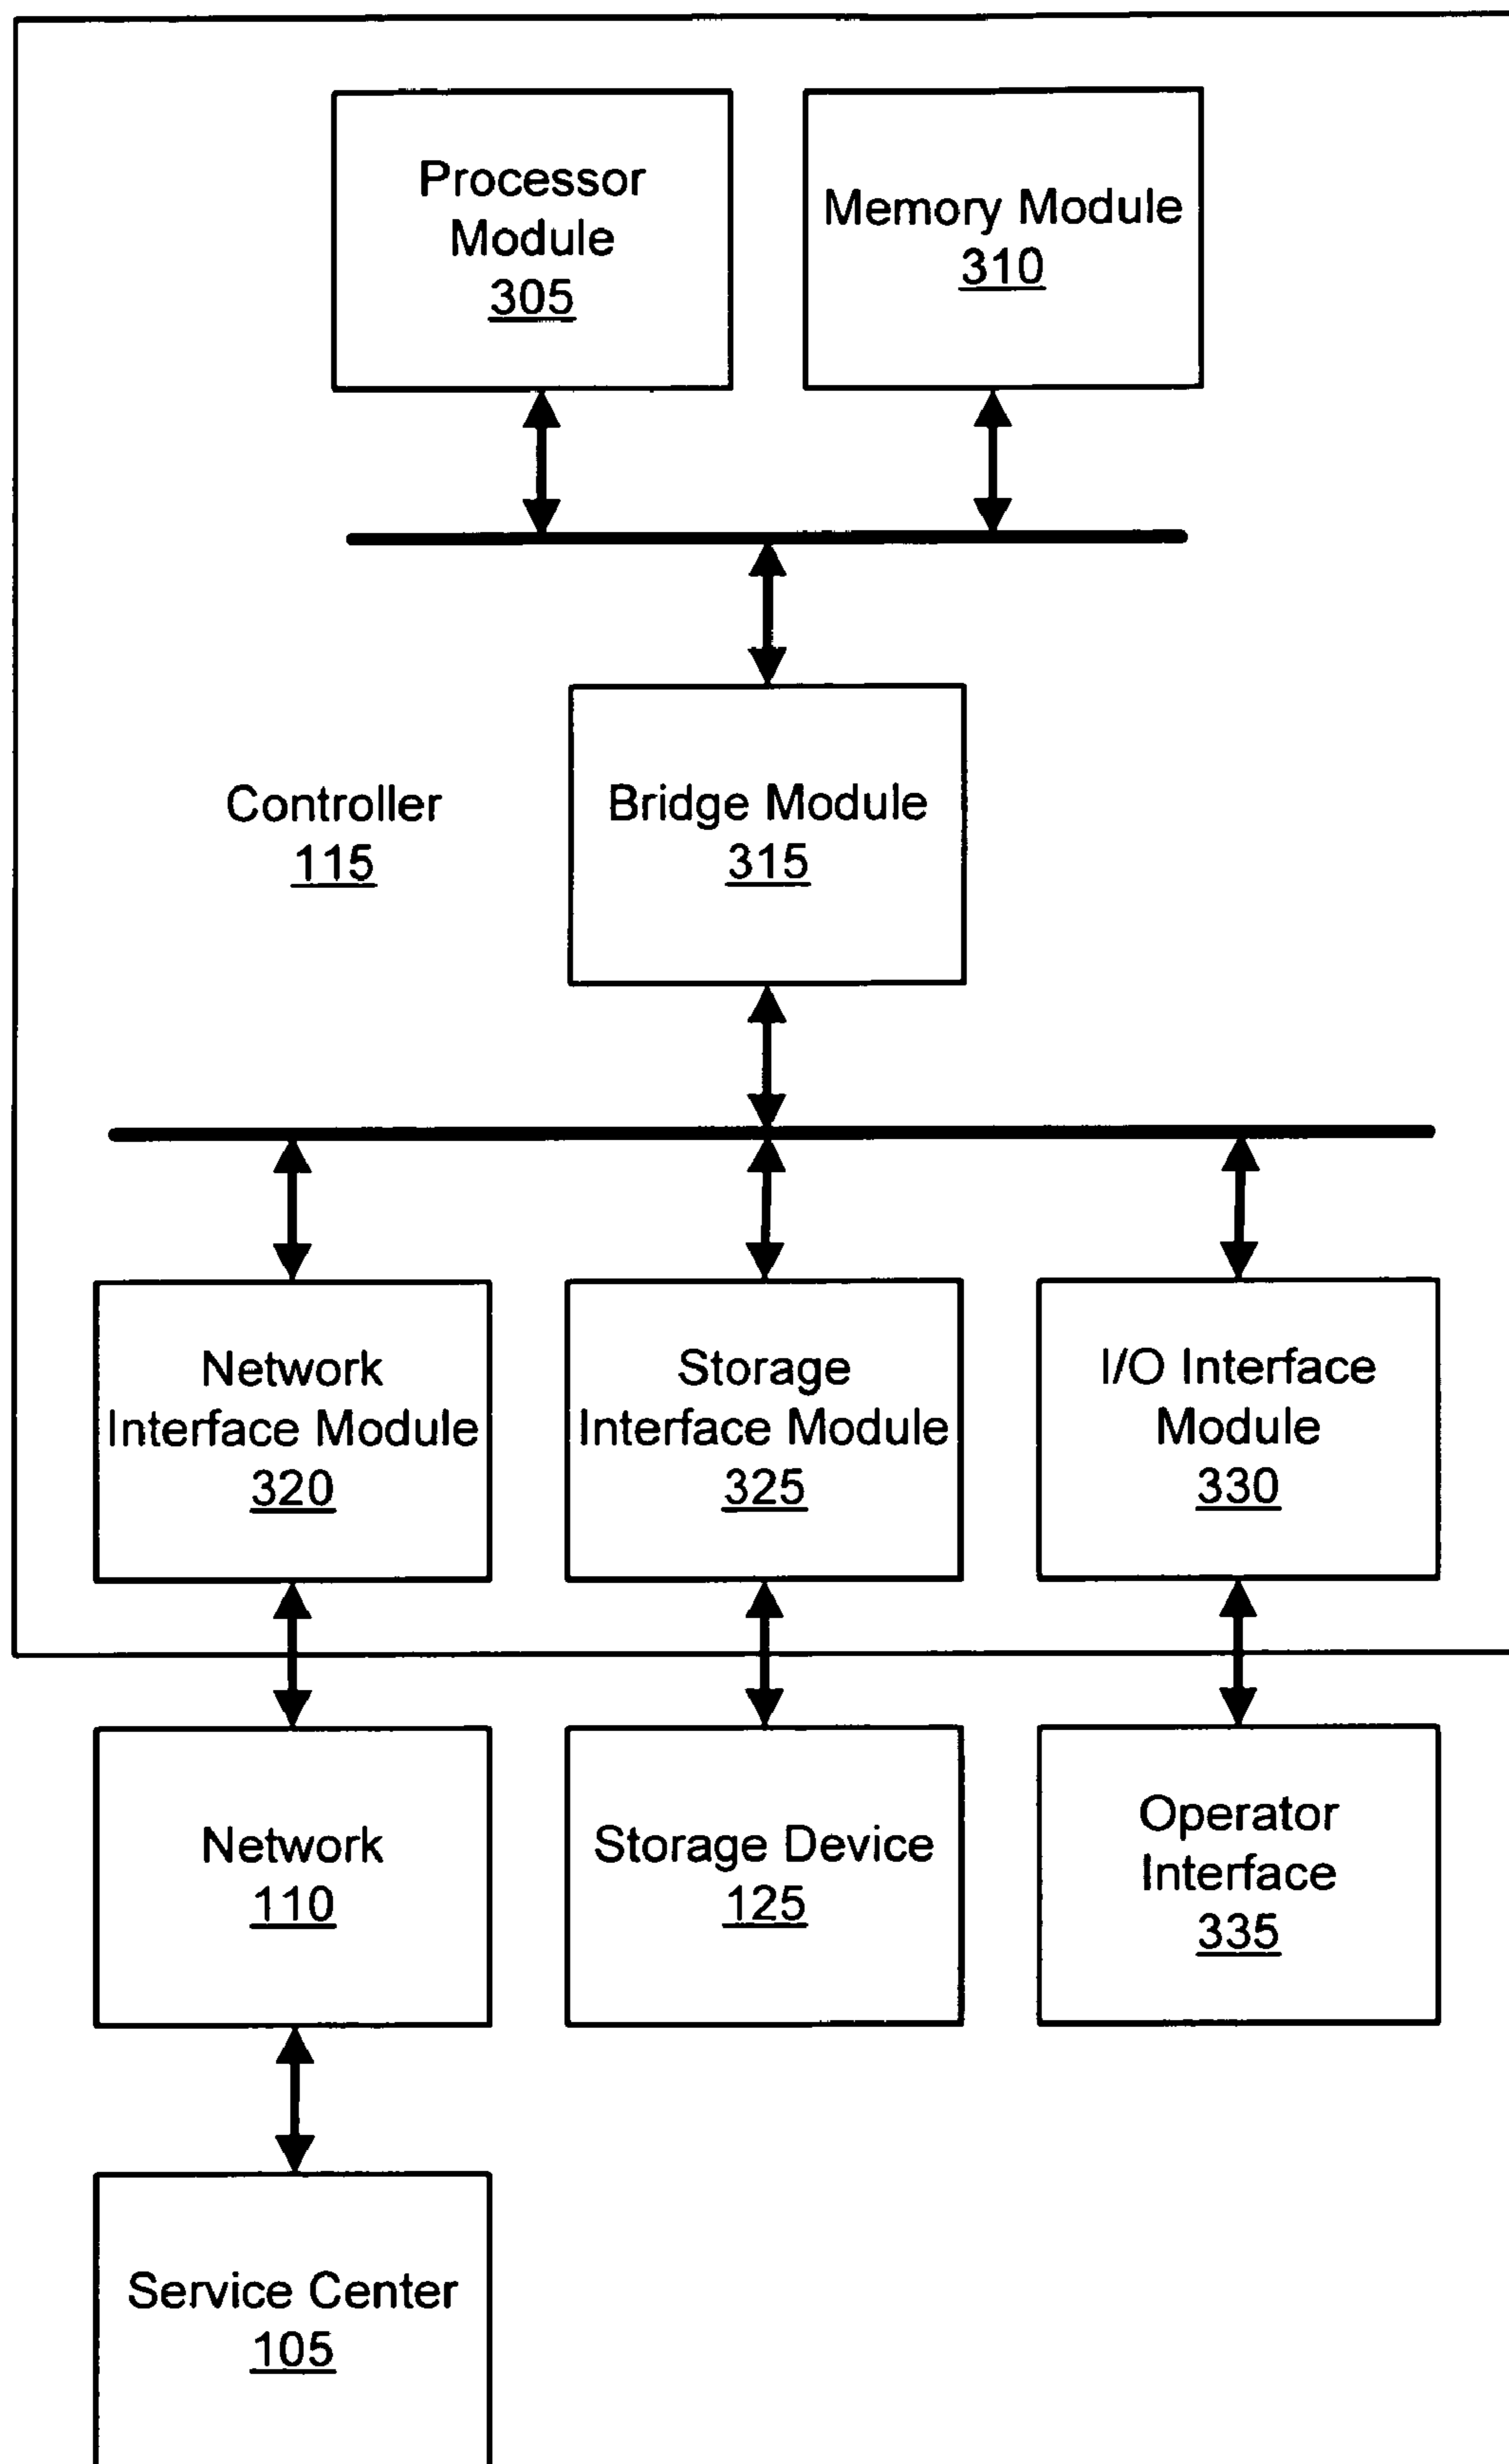 Processor
Module
305
Memory Module
310
Controller
115
Bridge Module
315
Network
Interface Module
320
Storage
Interface Module
325
I/O Interface
Module
330
Network
110
Storage Device
125
Operator
Interface
335
Service Center
105